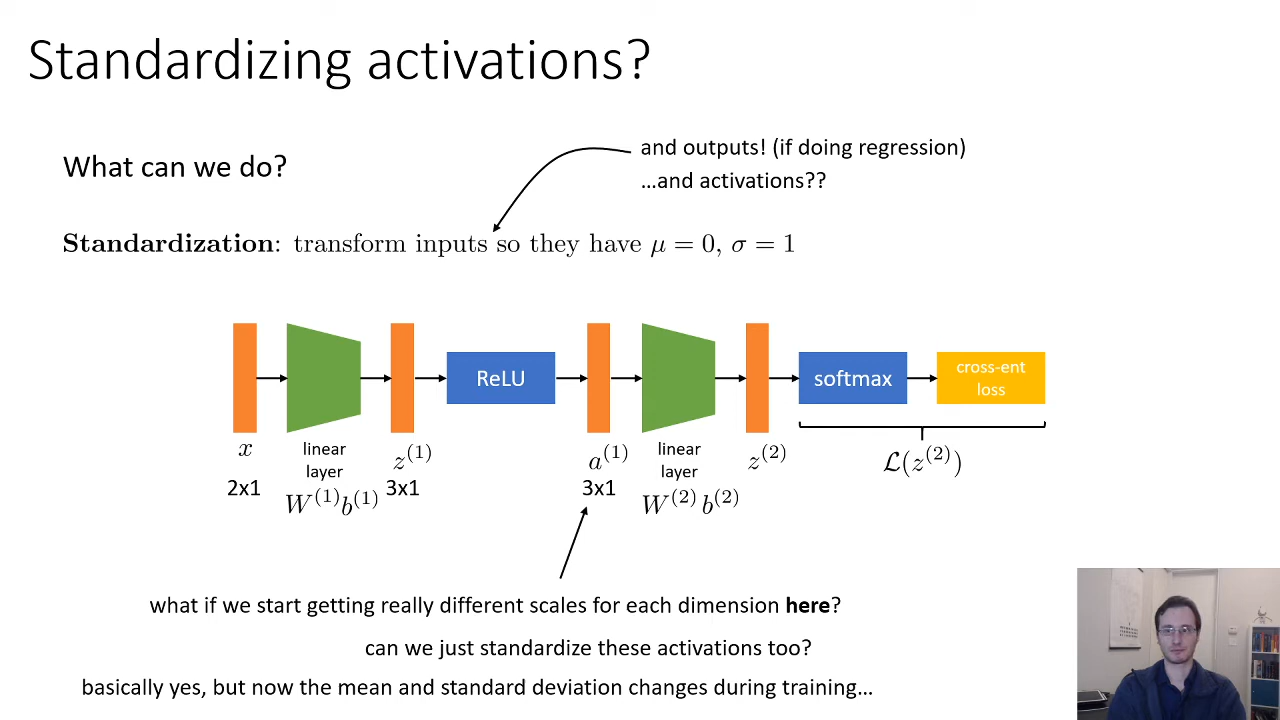 Standardizing activations?
and outputs! (if doing regression)
What can we do?
…and activations??
Standardization: transform inputs so they have μ = 0, σ = 1
ReLU
softmax
cross-ent
loss
x
linear
layer
z⁽¹⁾
a⁽¹⁾
linear
layer
z⁽²⁾
ℒ(z⁽²⁾)
2x1
W⁽¹⁾b⁽¹⁾
3x1
3x1
W⁽²⁾ b⁽²⁾
what if we start getting really different scales for each dimension here?
can we just standardize these activations too?
basically yes, but now the mean and standard deviation changes during training…